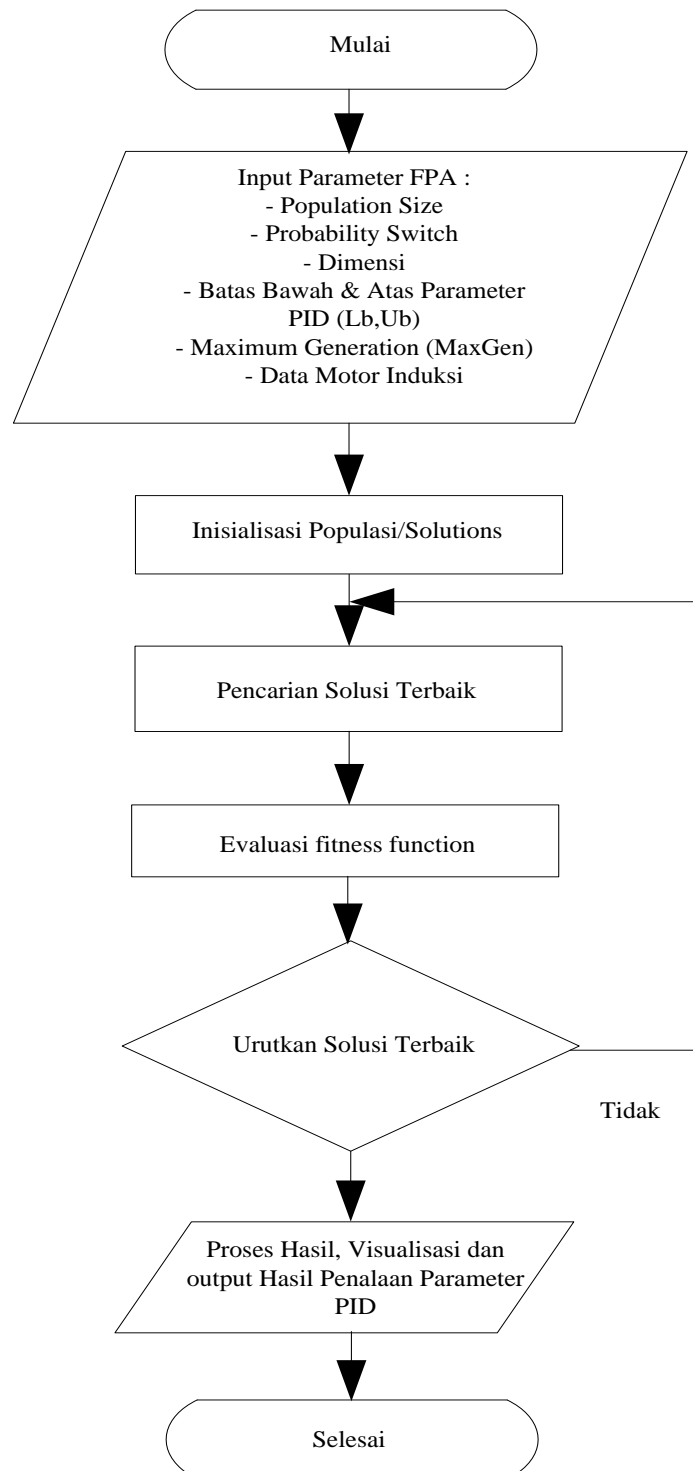 Mulai
Input Parameter FPA :
- Population Size
- Probability Switch
- Dimensi
- Batas Bawah & Atas Parameter
PID (Lb,Ub)
- Maximum Generation (MaxGen)
- Data Motor Induksi
Inisialisasi Populasi/Solutions
Pencarian Solusi Terbaik
Evaluasi fitness function
Urutkan Solusi Terbaik
Tidak
Proses Hasil, Visualisasi dan
output Hasil Penalaan Parameter
PID
Selesai